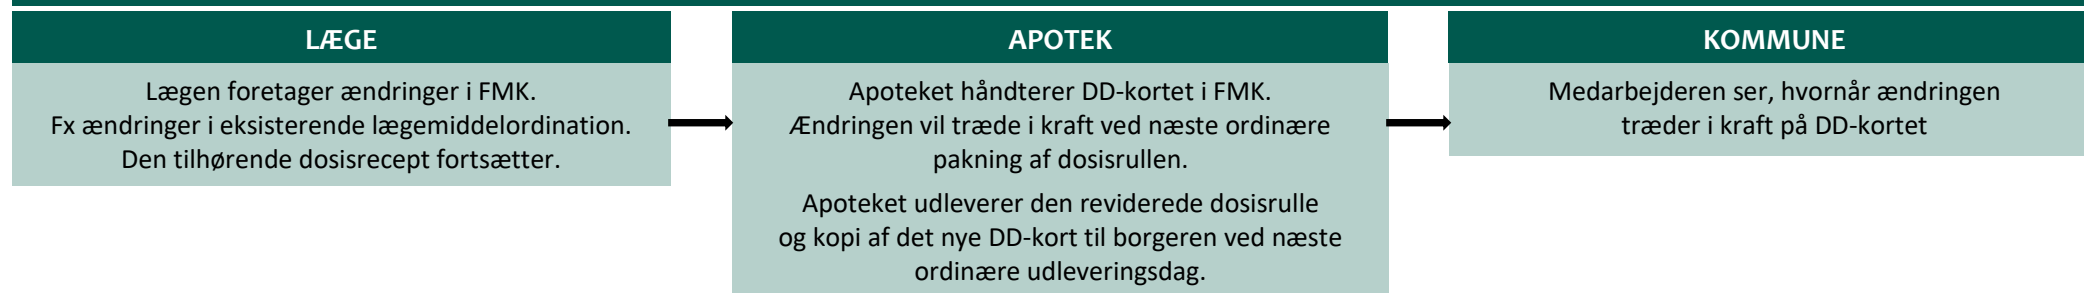 LÆGE
Lægen foretager ændringer i FMK.
Fx ændringer i eksisterende lægemiddelordination.
Den tilhørende dosisrecept fortsætter.
APOTEK
Apoteket håndterer DD-kortet i FMK.
Ændringen vil træde i kraft ved næste ordinære
pakning af dosisrullen.
Apoteket udleverer den reviderede dosisrulle
og kopi af det nye DD-kort til borgeren ved næste
ordinære udleveringsdag.
KOMMUNE
Medarbejderen ser, hvornår ændringen
træder i kraft på DD-kortet